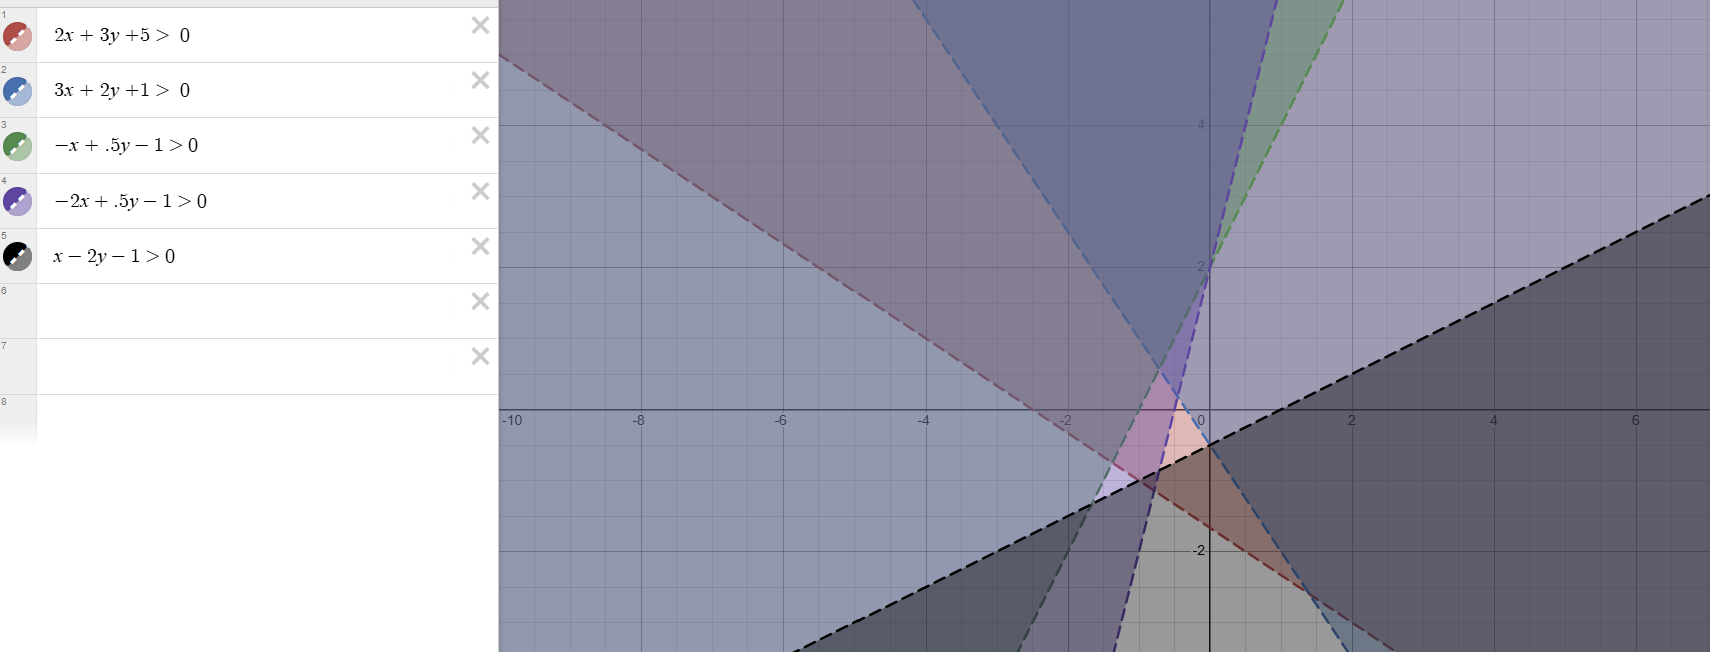 1
2x + 3y +5 > 0
2
3x + 2y +1 > 0
3
−x + .5y − 1 > 0
4
−2x + .5y − 1 > 0
5
x − 2y − 1 > 0
6
7
8
4
2
-10 -8 -6 -4 -2 0 2 4 6
-2